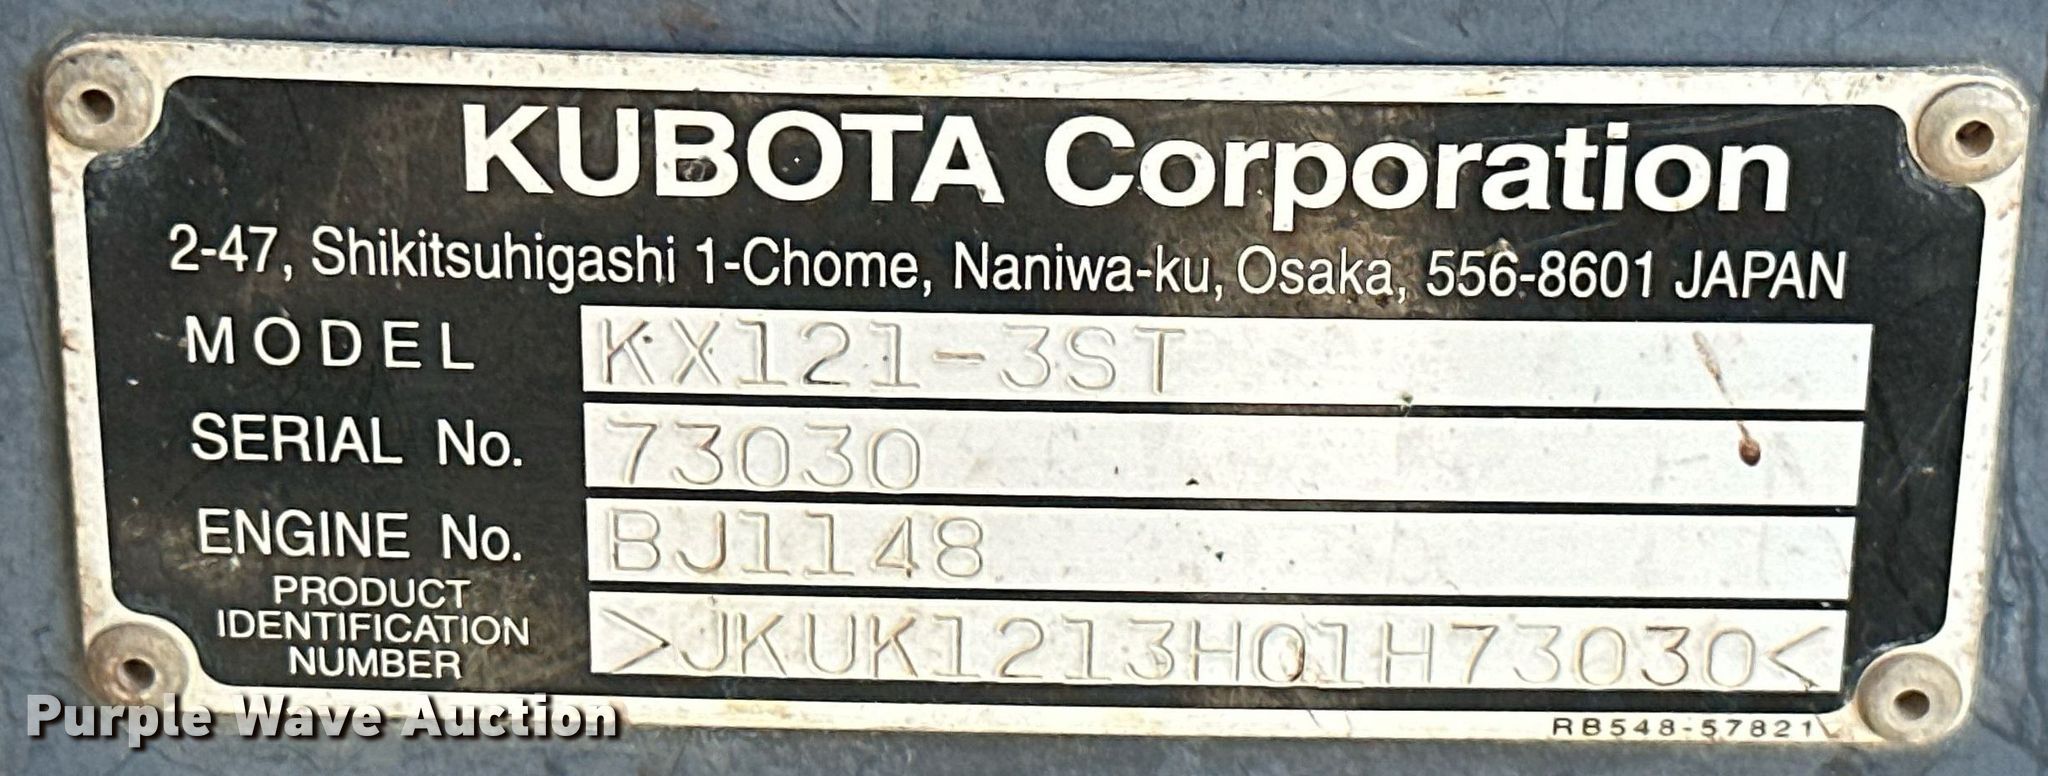 KUBOTA Corporation
2-47, Shikitsuhigashi 1-Chome, Naniwa-ku, Osaka, 556-8601 JAPAN
MODEL KX121-3ST
SERIAL No. 73030
ENGINE No. BJ1148
PRODUCT
IDENTIFICATION
NUMBER
>JKUK1213H01H73030<
RB548-57821
Purple Wave Auction